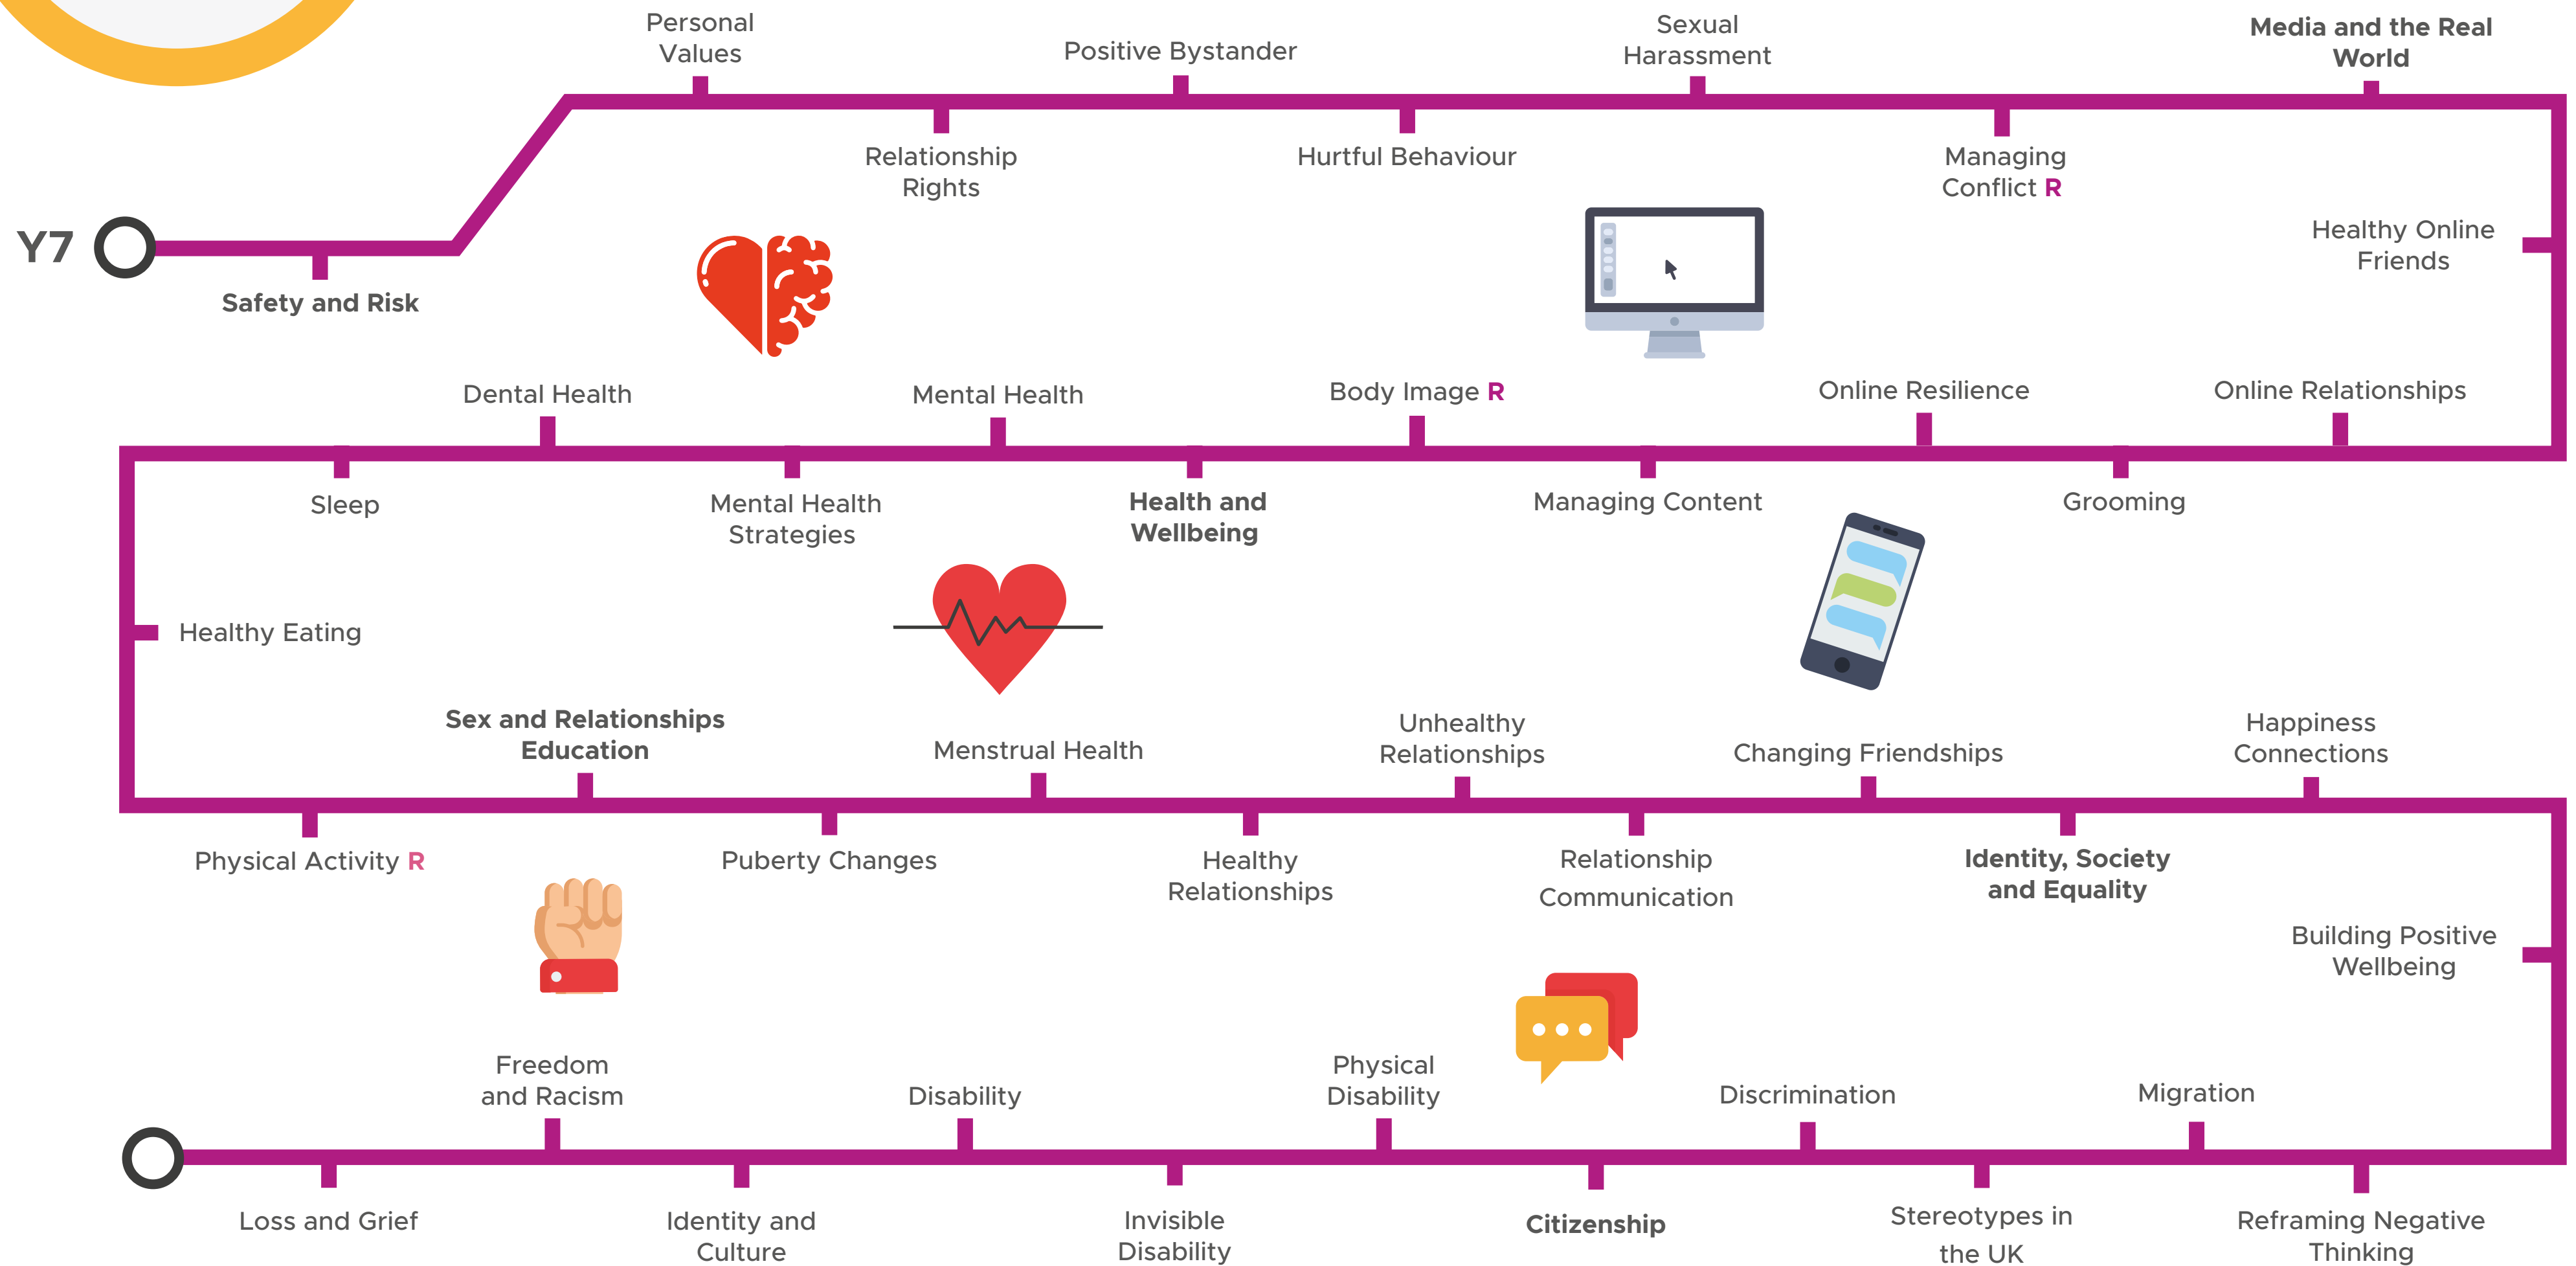 Personal
Values
Positive Bystander
Sexual
Harassment
Media and the Real
World
Relationship
Rights
Hurtful Behaviour
Managing
Conflict R
Y7
Safety and Risk
Healthy Online
Friends
Dental Health
Mental Health
Body Image R
Online Resilience
Online Relationships
Sleep
Mental Health
Strategies
Health and
Wellbeing
Managing Content
Grooming
Healthy Eating
Sex and Relationships
Education
Menstrual Health
Unhealthy
Relationships
Changing Friendships
Happiness
Connections
Physical Activity R
Puberty Changes
Healthy
Relationships
Relationship
Communication
Identity, Society
and Equality
Building Positive
Wellbeing
Freedom
and Racism
Disability
Physical
Disability
Discrimination
Migration
Loss and Grief
Identity and
Culture
Invisible
Disability
Citizenship
Stereotypes in
the UK
Reframing Negative
Thinking